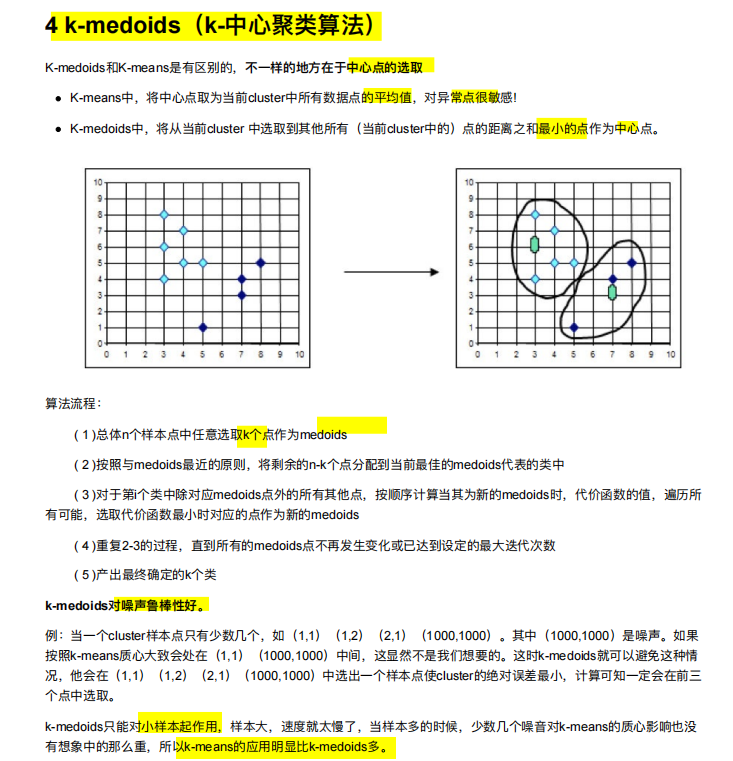 4 k-medoids（k-中心聚类算法）
K-medoids和K-means是有区别的，不一样的地方在于中心点的选取
● K-means中，将中心点取为当前cluster中所有数据点的平均值，对异常点很敏感!
● K-medoids中，将从当前cluster 中选取到其他所有（当前cluster中的）点的距离之和最小的点作为中心点。
10 10
9 9
8 8
7 7
6 6
5 5
4 4
3 3
2 2
1 1
0 0
0 1 2 3 4 5 6 7 8 9 10 0 1 2 3 4 5 6 7 8 9 10
算法流程：
( 1 )总体n个样本点中任意选取k个点作为medoids
( 2 )按照与medoids最近的原则，将剩余的n-k个点分配到当前最佳的medoids代表的类中
( 3 )对于第i个类中除对应medoids点外的所有其他点，按顺序计算当其为新的medoids时，代价函数的值，遍历所
有可能，选取代价函数最小时对应的点作为新的medoids
( 4 )重复2-3的过程，直到所有的medoids点不再发生变化或已达到设定的最大迭代次数
( 5 )产出最终确定的k个类
k-medoids对噪声鲁棒性好。
例：当一个cluster样本点只有少数几个，如（1,1）（1,2）（2,1）（1000,1000）。其中（1000,1000）是噪声。如果
按照k-means质心大致会处在（1,1）（1000,1000）中间，这显然不是我们想要的。这时k-medoids就可以避免这种情
况，他会在（1,1）（1,2）（2,1）（1000,1000）中选出一个样本点使cluster的绝对误差最小，计算可知一定会在前三
个点中选取。
k-medoids只能对小样本起作用，样本大，速度就太慢了，当样本多的时候，少数几个噪音对k-means的质心影响也没
有想象中的那么重，所以k-means的应用明显比k-medoids多。